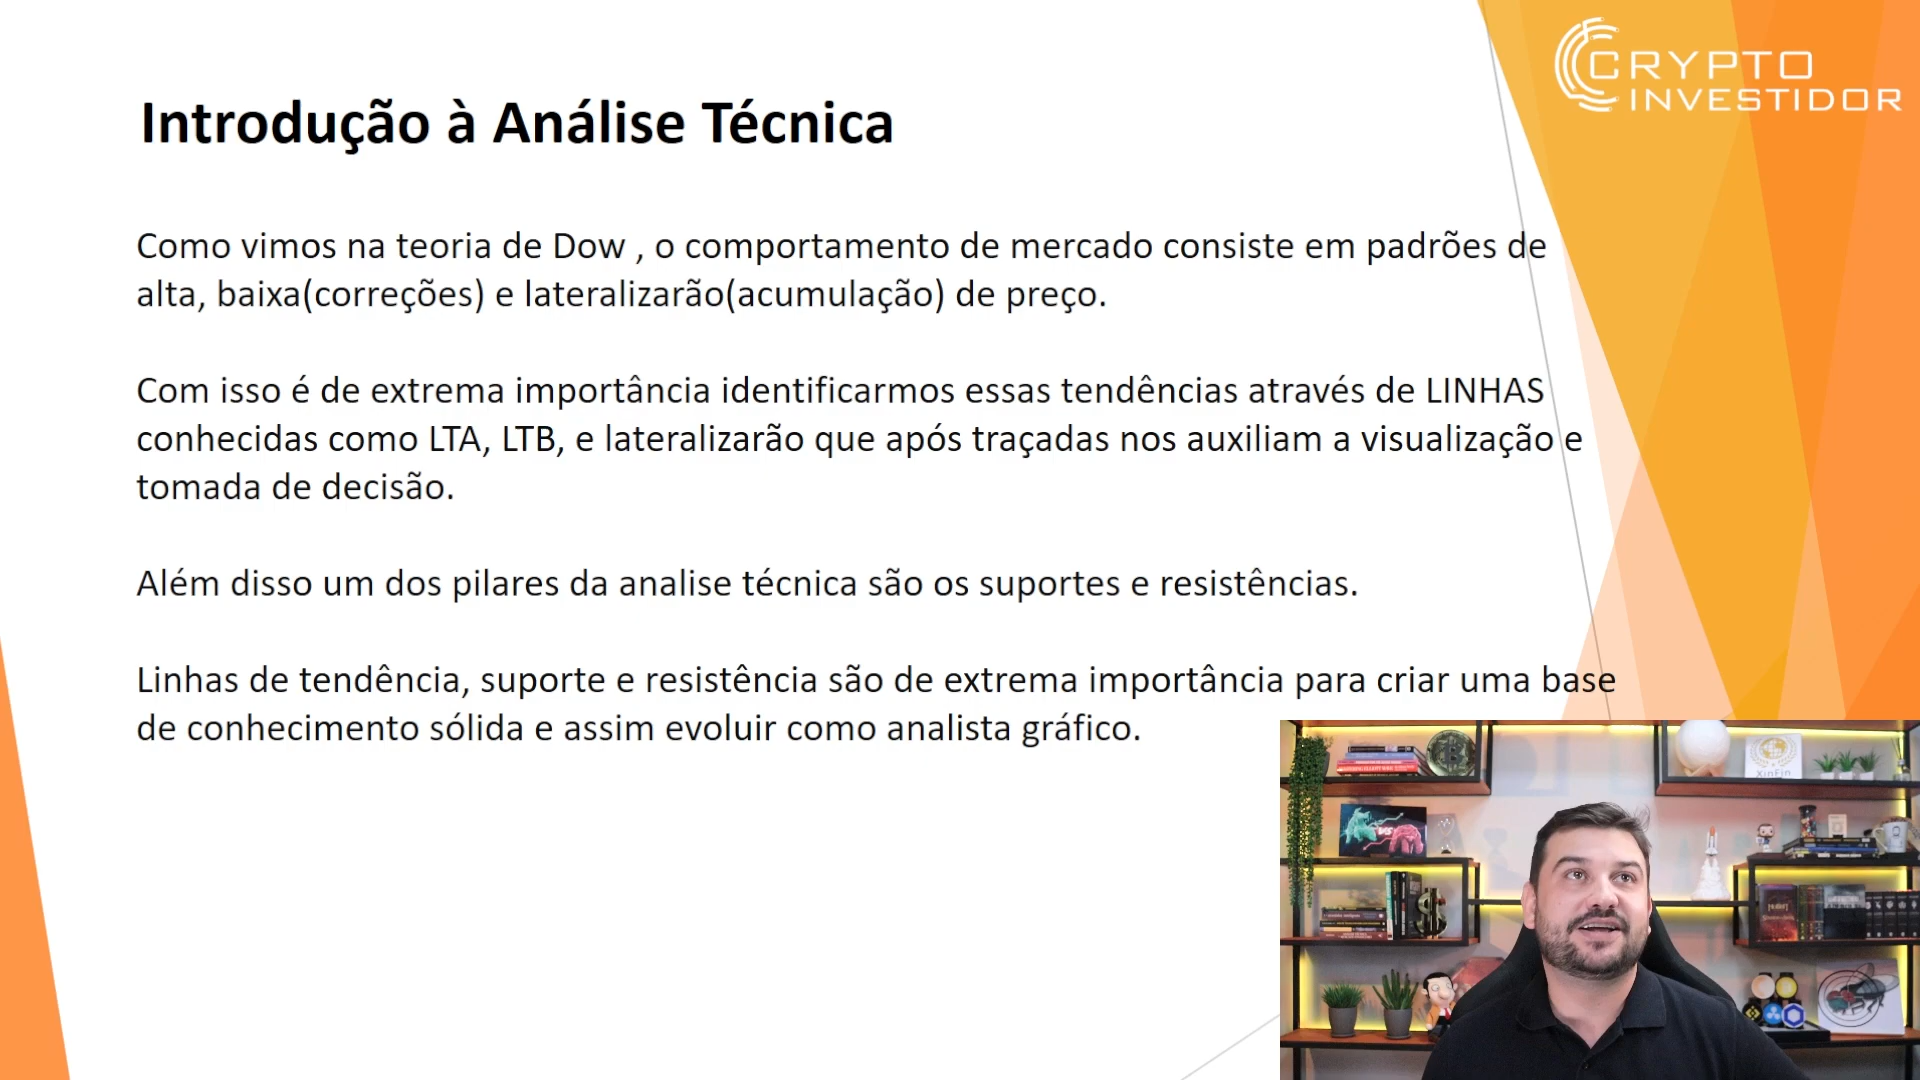 CRYPTO
INVESTIDOR
Introdução à Análise Técnica
Como vimos na teoria de Dow , o comportamento de mercado consiste em padrões de
alta, baixa(correções) e lateralizarão(acumulação) de preço.
Com isso é de extrema importância identificarmos essas tendências através de LINHAS
conhecidas como LTA, LTB, e lateralizarão que após traçadas nos auxiliam a visualização e
tomada de decisão.
Além disso um dos pilares da analise técnica são os suportes e resistências.
Linhas de tendência, suporte e resistência são de extrema importância para criar uma base
de conhecimento sólida e assim evoluir como analista gráfico.
XinFin
VS